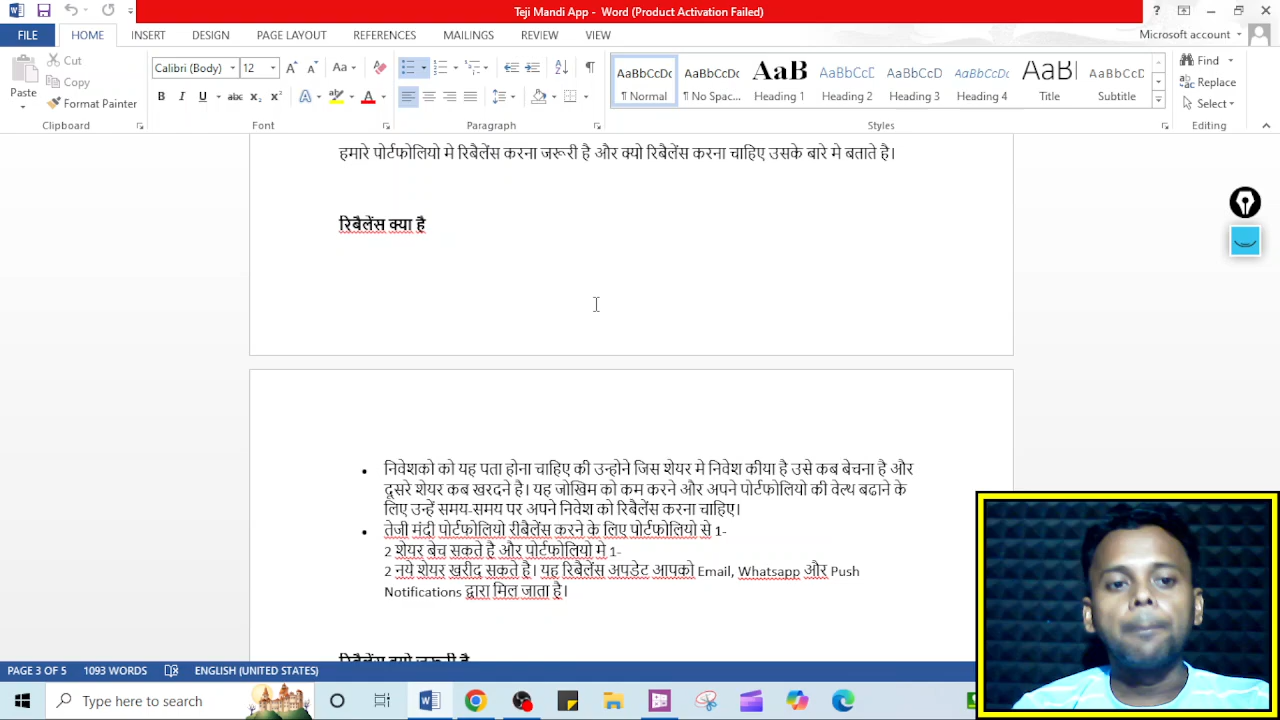 Teji Mandi App - Word (Product Activation Failed)
FILE HOME INSERT DESIGN PAGE LAYOUT REFERENCES MAILINGS REVIEW VIEW Microsoft account
Paste Cut Copy Format Painter
Calibri (Body) 12
AaBbCcDc AaBbCcDc AaB AaBbCcD AaBbCcD AaBbCcD AaBl AaBbCcD
¶ Normal ¶ No Spac... Heading 1 Heading 2 Heading 3 Heading 4 Title Subtitle
Find Replace Select
Clipboard Font Paragraph Styles Editing
हमारे पोर्टफोलियो मे रिबैलेंस करना जरूरी है और क्यो रिबैलेंस करना चाहिए उसके बारे मे बताते है।
रिबैलेंस क्या है
• निवेशको को यह पता होना चाहिए की उन्होने जिस शेयर मे निवेश कीया है उसे कब बेचना है और
दूसरे शेयर कब खरदने है। यह जोखिम को कम करने और अपने पोर्टफोलियो की वेल्थ बढाने के
लिए उन्हें समय-समय पर अपने निवेश को रिबैलेंस करना चाहिए।
• तेजी मंदी पोर्टफोलियो रीबैलेंस करने के लिए पोर्टफोलियो से 1-
2 शेयर बेच सकते है और पोर्टफोलियो मे 1-
2 नये शेयर खरीद सकते है। यह रिबैलेंस अपडेट आपको Email, Whatsapp और Push
Notifications द्वारा मिल जाता है।
रिबैलेंस क्यो जरूरी है
PAGE 3 OF 5 1093 WORDS ENGLISH (UNITED STATES)
Type here to search